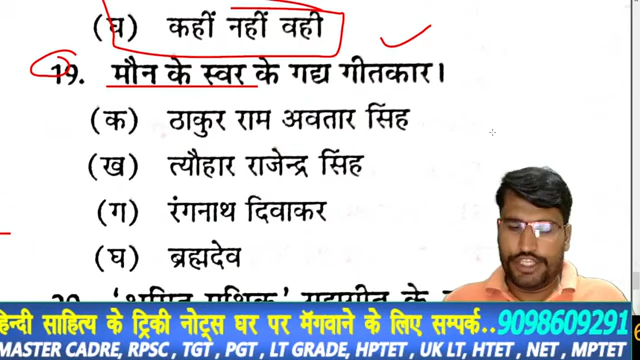 (घ) कहीं नहीं वही
19. मौन के स्वर के गद्य गीतकार।
(क) ठाकुर राम अवतार सिंह
(ख) त्यौहार राजेन्द्र सिंह
(ग) रंगनाथ दिवाकर
(घ) ब्रह्मदेव
हिन्दी साहित्य के ट्रिकी नोट्स घर पर मॅगवाने के लिए सम्पर्क..9098609291
MASTER CADRE, RPSC , TGT , PGT , LT GRADE, HPTET , UK LT, HTET , NET , MPTET